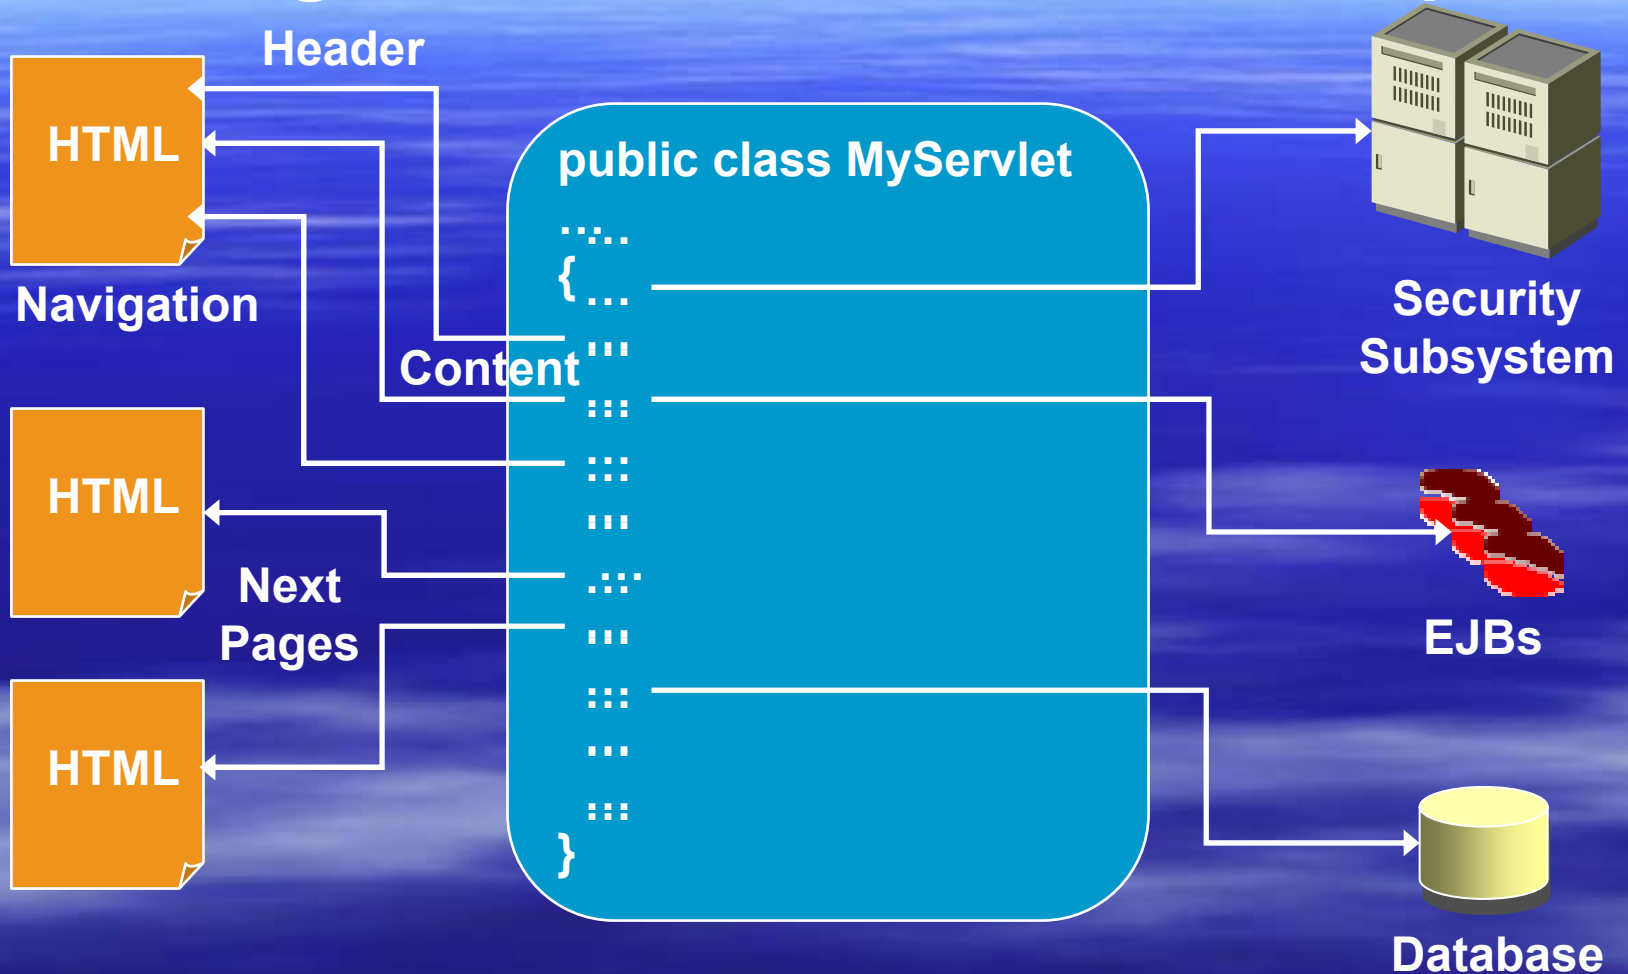 Header
HTML
Navigation
public class MyServlet
…..
{ …
Content
Security
Subsystem
HTML
Next
Pages
EJBs
HTML
}
Database